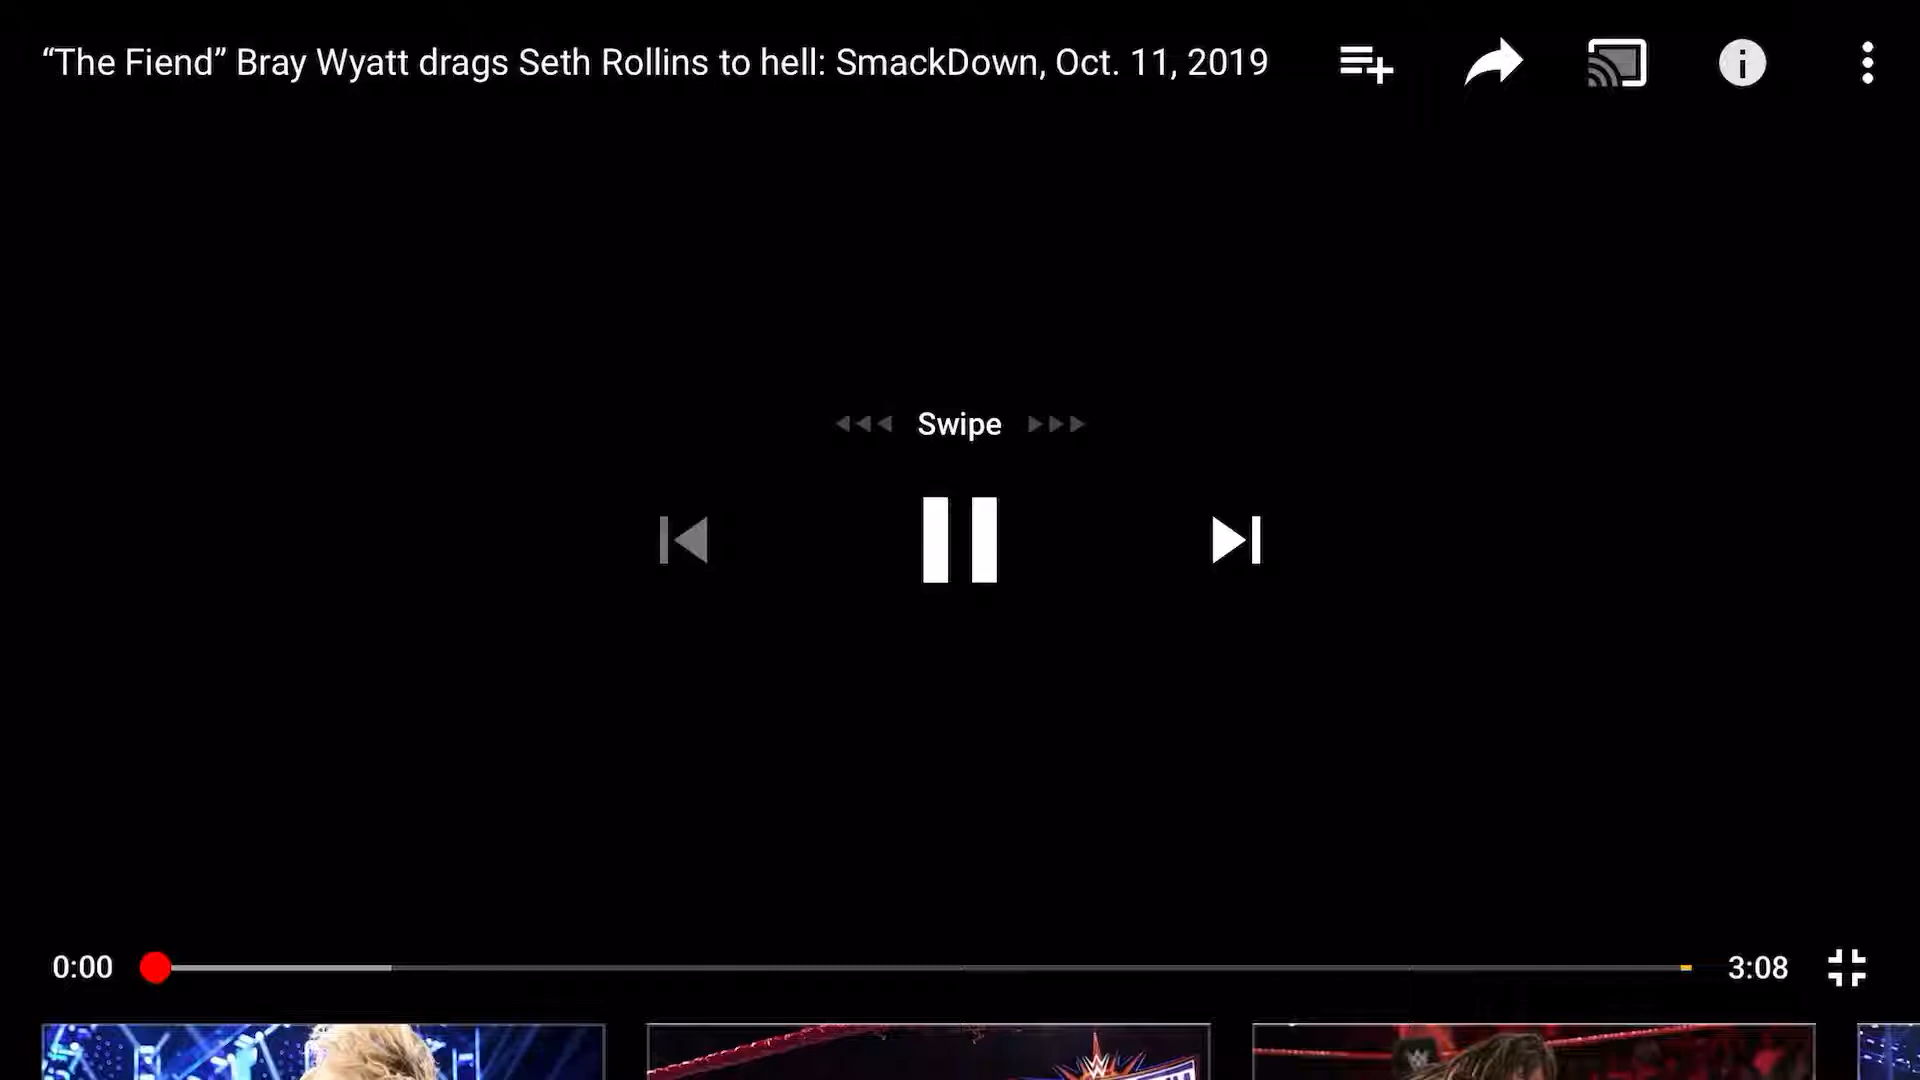 “The Fiend” Bray Wyatt drags Seth Rollins to hell: SmackDown, Oct. 11, 2019
Swipe
0:00
3:08